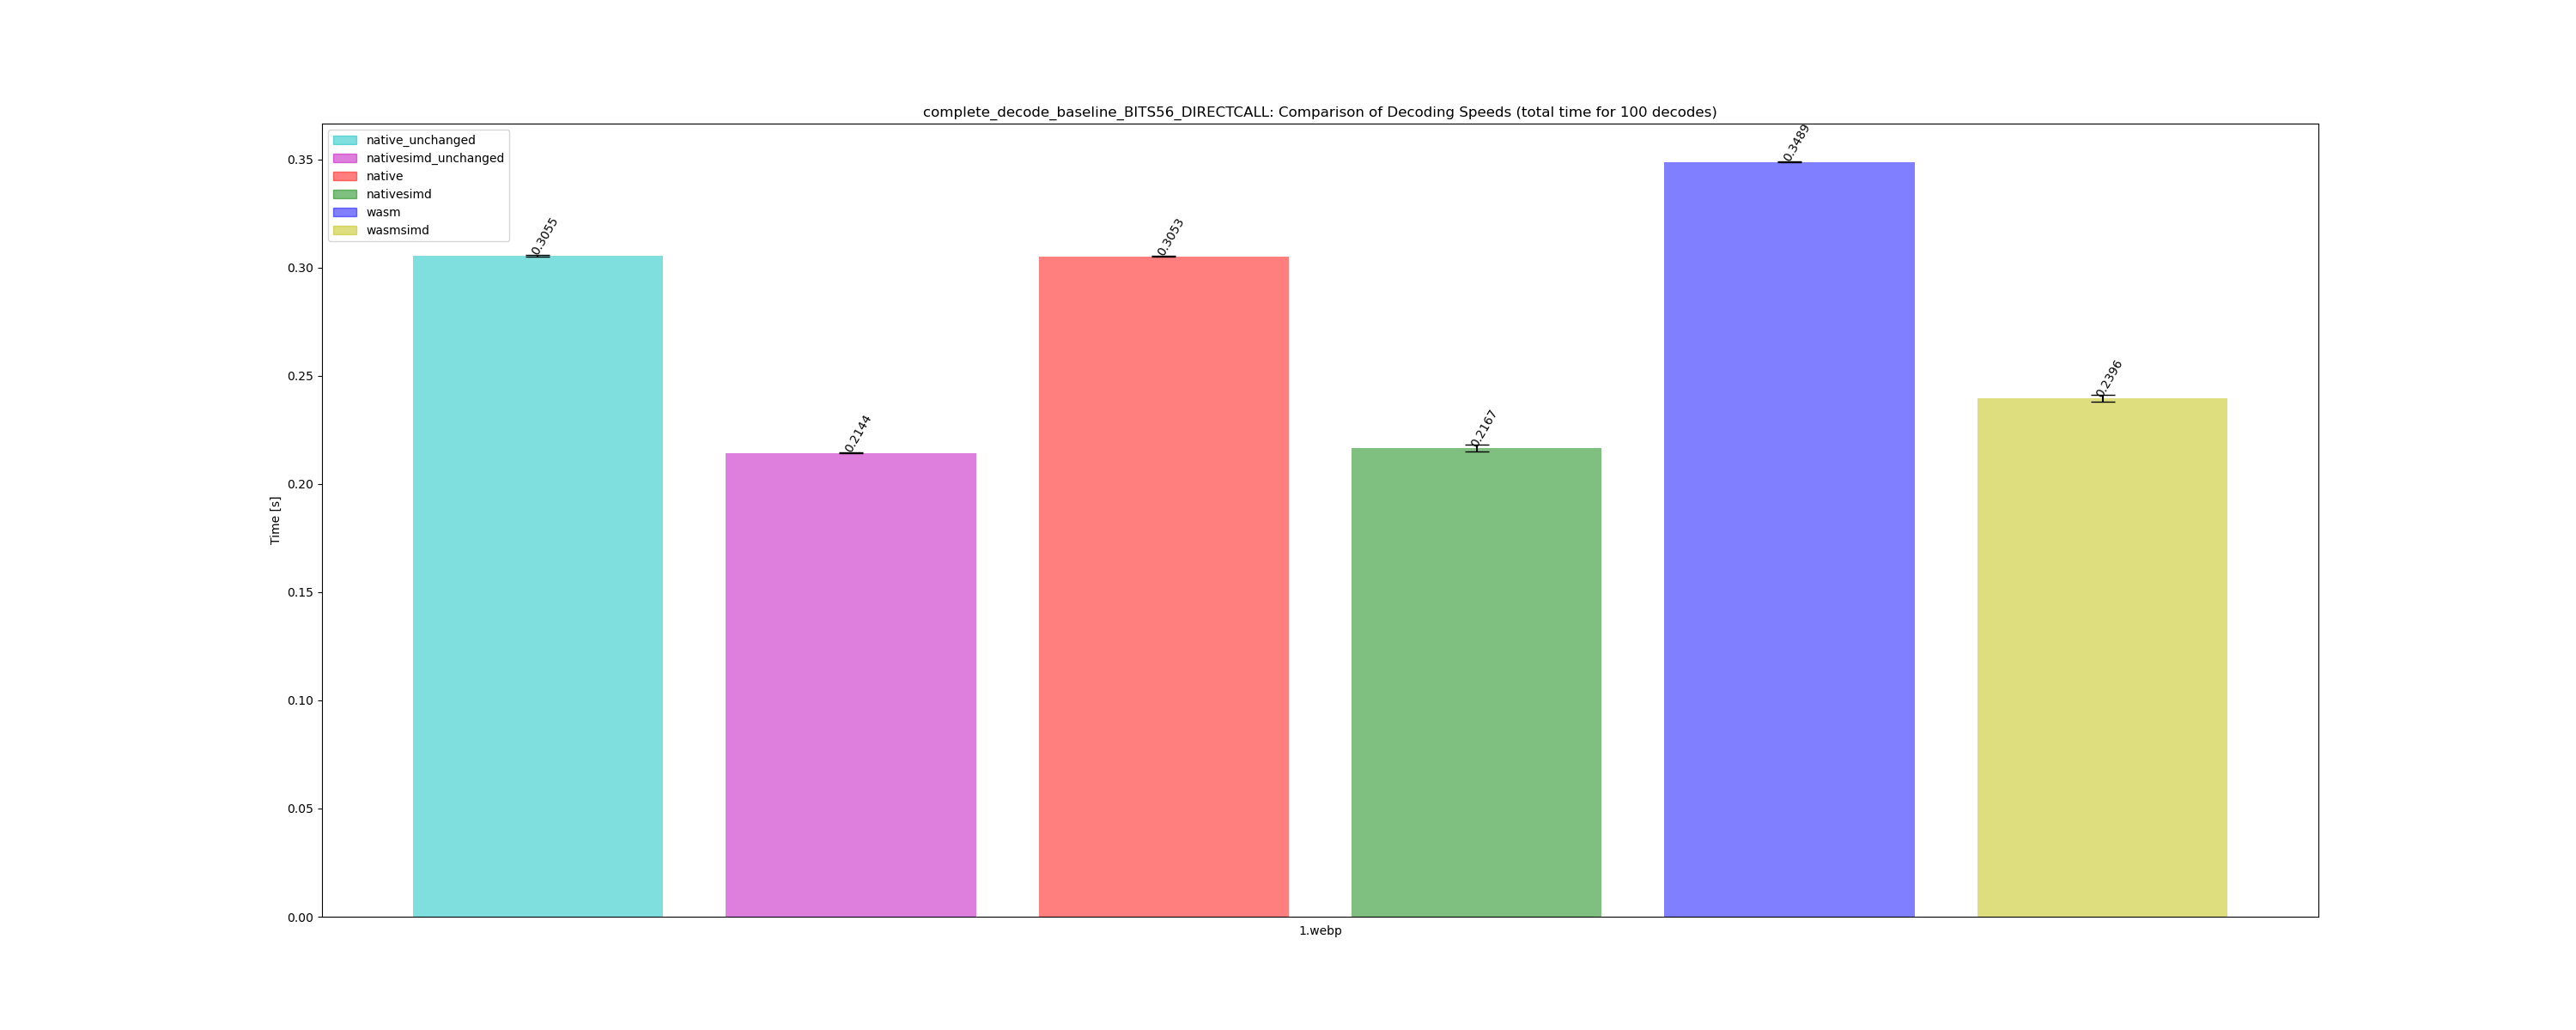 complete_decode_baseline_BITS56_DIRECTCALL: Comparison of Decoding Speeds (total time for 100 decodes)
native_unchanged
nativesimd_unchanged
native
nativesimd
wasm
wasmsimd
0.35
0.30
0.25
0.20
0.15
0.10
0.05
0.00
Time [s]
0.3055
0.2144
0.3053
0.2167
0.3489
0.2396
1.webp